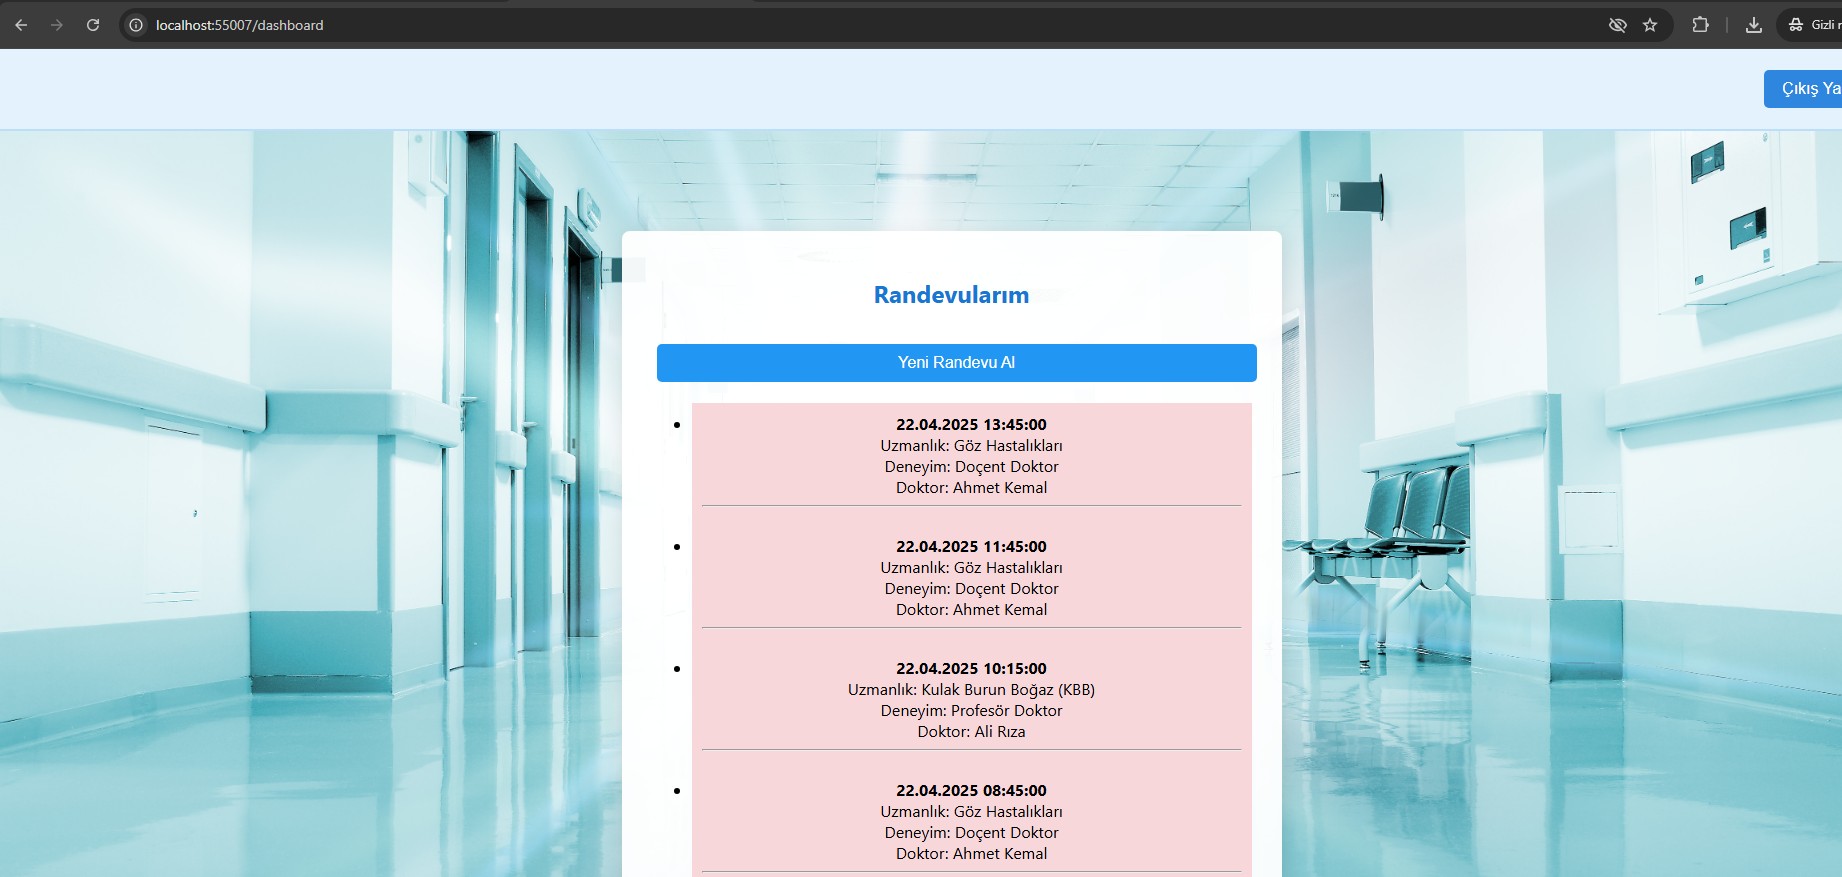 localhost:55007/dashboard
Gizli
Çıkış
Randevularım
Yeni Randevu Al
22.04.2025 13:45:00
Uzmanlık: Göz Hastalıkları
Deneyim: Doçent Doktor
Doktor: Ahmet Kemal
22.04.2025 11:45:00
Uzmanlık: Göz Hastalıkları
Deneyim: Doçent Doktor
Doktor: Ahmet Kemal
22.04.2025 10:15:00
Uzmanlık: Kulak Burun Boğaz (KBB)
Deneyim: Profesör Doktor
Doktor: Ali Rıza
22.04.2025 08:45:00
Uzmanlık: Göz Hastalıkları
Deneyim: Doçent Doktor
Doktor: Ahmet Kemal